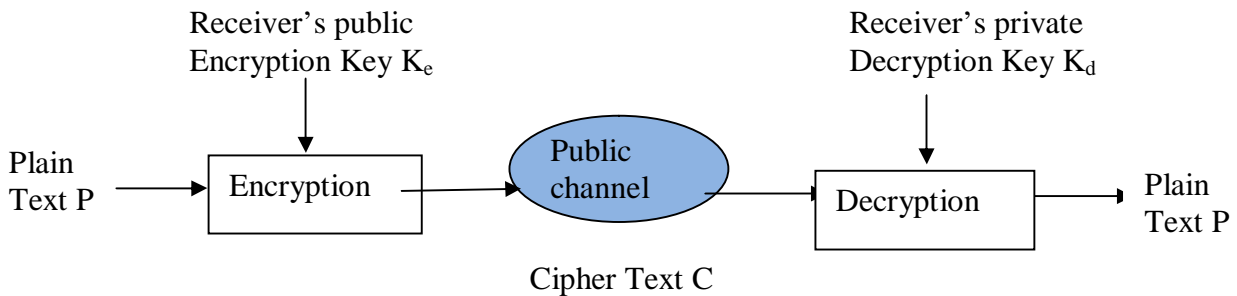 Receiver's public
Encryption Key Ke
Receiver's private
Decryption Key Kd
Plain
Text P
Encryption
Public
channel
Decryption
Plain
Text P
Cipher Text C